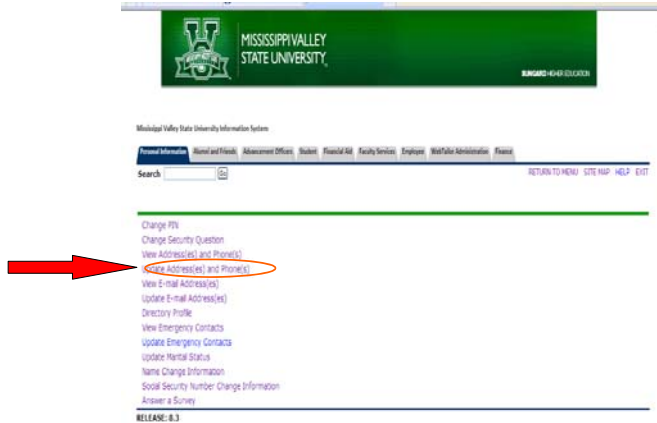 MISSISSIPPI VALLEY
STATE UNIVERSITY
SUNGARD HIGHER EDUCATION
Mississippi Valley State University Information System
Personal Information Alumni and Friends Advancement Officers Student Financial Aid Faculty Services Employee WebTailor Administration Finance
Search Go RETURN TO MENU SITE MAP HELP EXIT
Change PIN
Change Security Question
View Address(es) and Phone(s)
Update Address(es) and Phone(s)
View E-mail Address(es)
Update E-mail Address(es)
Directory Profile
View Emergency Contacts
Update Emergency Contacts
Update Marital Status
Name Change Information
Social Security Number Change Information
Answer a Survey
RELEASE: 8.3